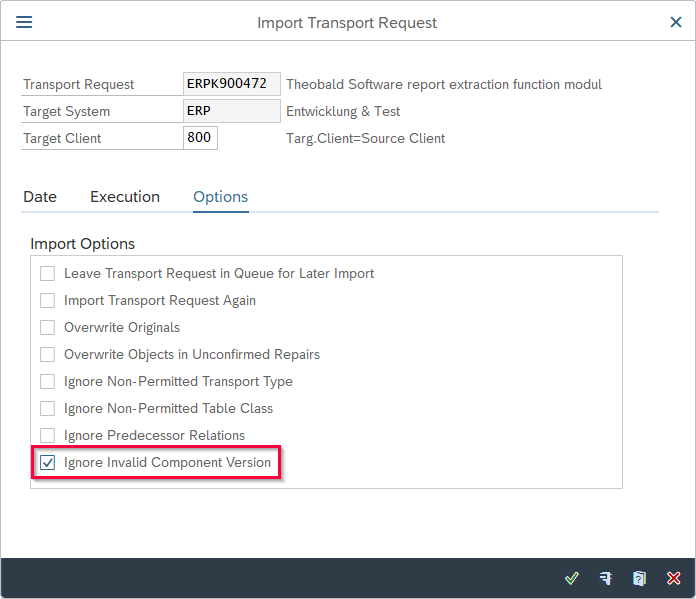 Import Transport Request
Transport Request ERPK900472 Theobald Software report extraction function modul
Target System ERP Entwicklung & Test
Target Client 800 Targ.Client=Source Client
Date Execution Options
Import Options
Leave Transport Request in Queue for Later Import
Import Transport Request Again
Overwrite Originals
Overwrite Objects in Unconfirmed Repairs
Ignore Non-Permitted Transport Type
Ignore Non-Permitted Table Class
Ignore Predecessor Relations
Ignore Invalid Component Version